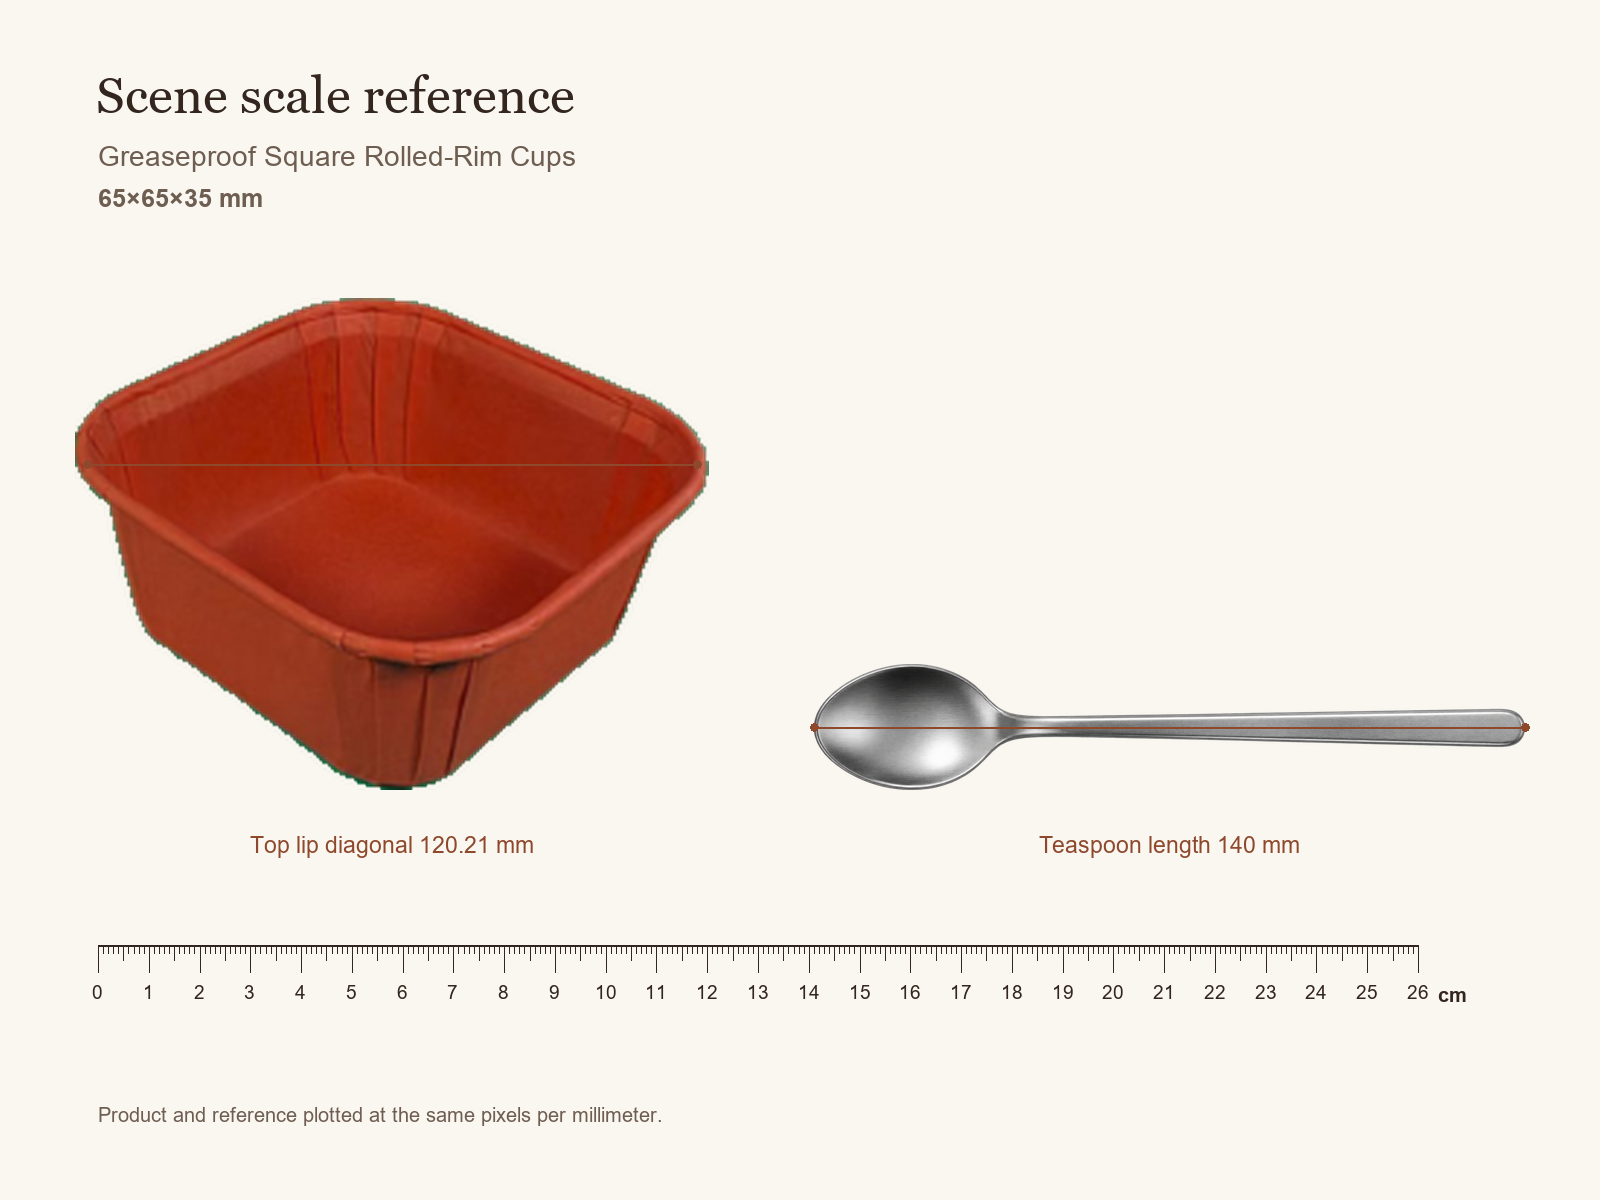 Scene scale reference
Greaseproof Square Rolled-Rim Cups
65×65×35 mm
Top lip diagonal 120.21 mm
Teaspoon length 140 mm
0 1 2 3 4 5 6 7 8 9 10 11 12 13 14 15 16 17 18 19 20 21 22 23 24 25 26 cm
Product and reference plotted at the same pixels per millimeter.